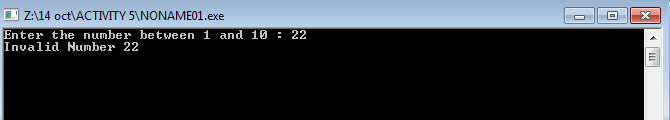 Z:\14 oct\ACTIVITY 5\NONAME01.exe
Enter the number between 1 and 10 : 22
Invalid Number 22